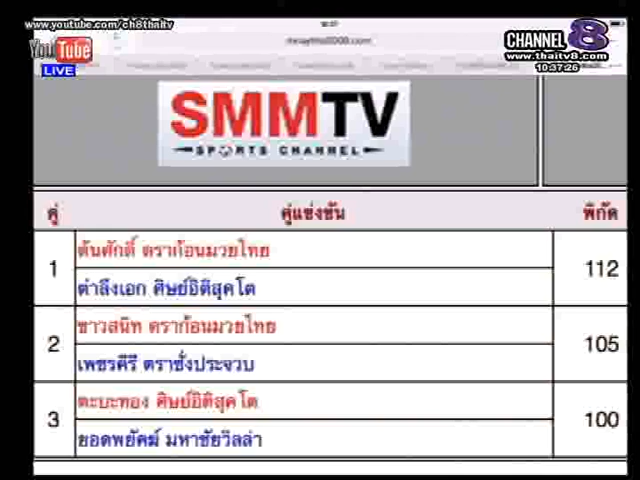 www.youtube.com/ch8thaitv
YouTube
LIVE
CHANNEL 8
www.thaitv8.com
10:37:26
SMMTV
SPORTS CHANNEL
คู่ คู่แข่งขัน พิกัด
1 ต้นศักดิ์ ตราก้อนมวยไทย 112
ตำลึงเอก ศิษย์อิติสุคโต
2 ขาวสนิท ตราก้อนมวยไทย 105
เพชรคีรี ตราชั่งประจวบ
3 ตะบะทอง ศิษย์อิติสุคโต 100
ยอดพยัคฆ์ มหาชัยวิลล่า